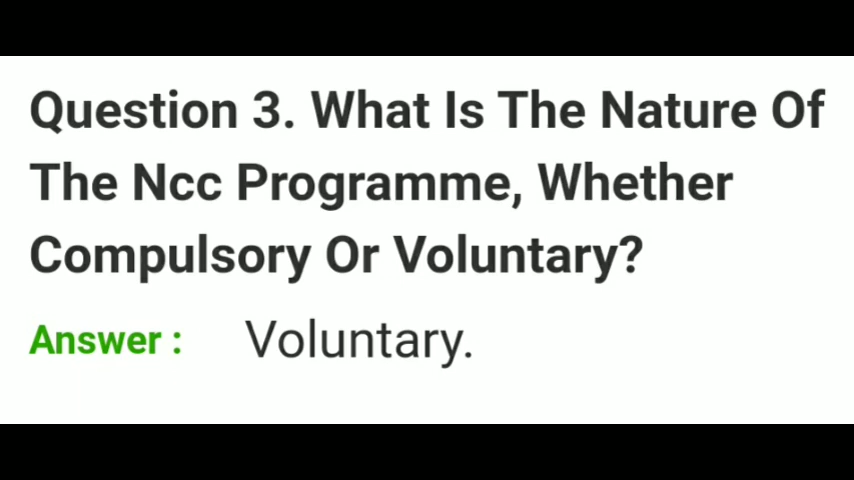 Question 3. What Is The Nature Of
The Ncc Programme, Whether
Compulsory Or Voluntary?
Answer : Voluntary.